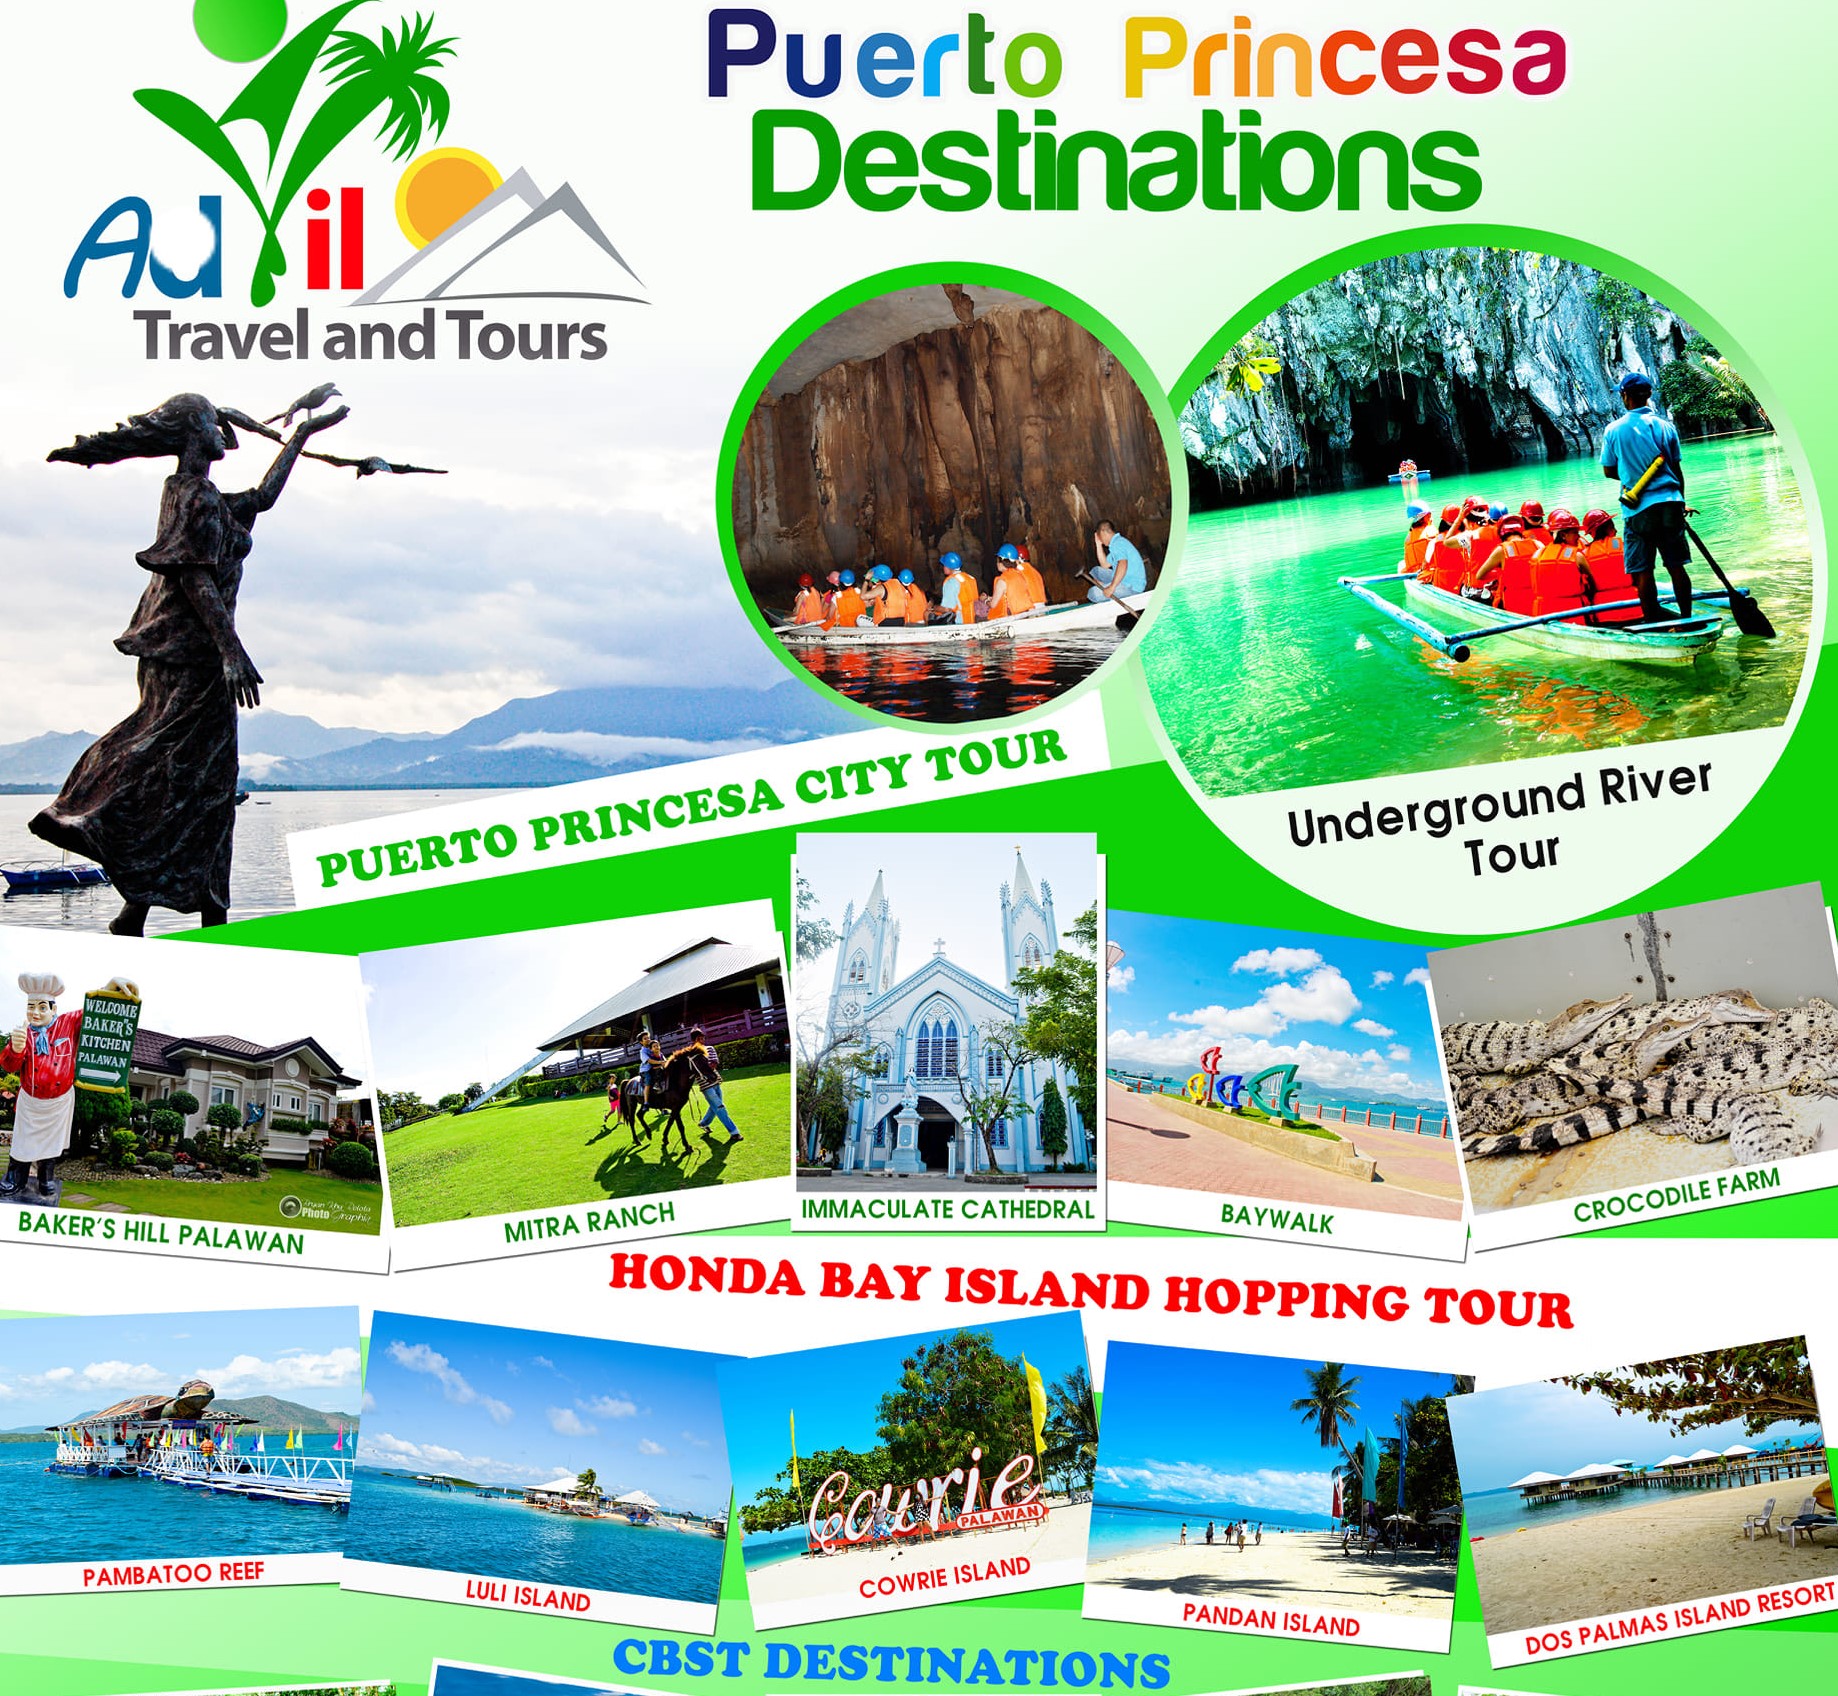 Puerto Princesa
Destinations
Travel and Tours
Underground River
Tour
PUERTO PRINCESA CITY TOUR
WELCOME
BAKER'S
KITCHEN
PALAWAN
Photo
BAKER'S HILL PALAWAN
MITRA RANCH
IMMACULATE CATHEDRAL
BAYWALK
CROCODILE FARM
HONDA BAY ISLAND HOPPING TOUR
Cowrie
PALAWAN
PAMBATOO REEF
LULI ISLAND
COWRIE ISLAND
PANDAN ISLAND
DOS PALMAS ISLAND RESORT
CBST DESTINATIONS